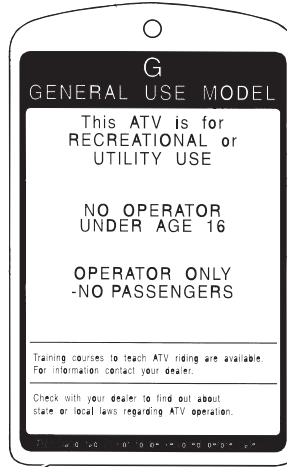 G
GENERAL USE MODEL
This ATV is for
RECREATIONAL or
UTILITY USE
NO OPERATOR
UNDER AGE 16
OPERATOR ONLY
-NO PASSENGERS
Training courses to teach ATV riding are available.
For information contact your dealer.
Check with your dealer to find out about
state or local laws regarding ATV operation.